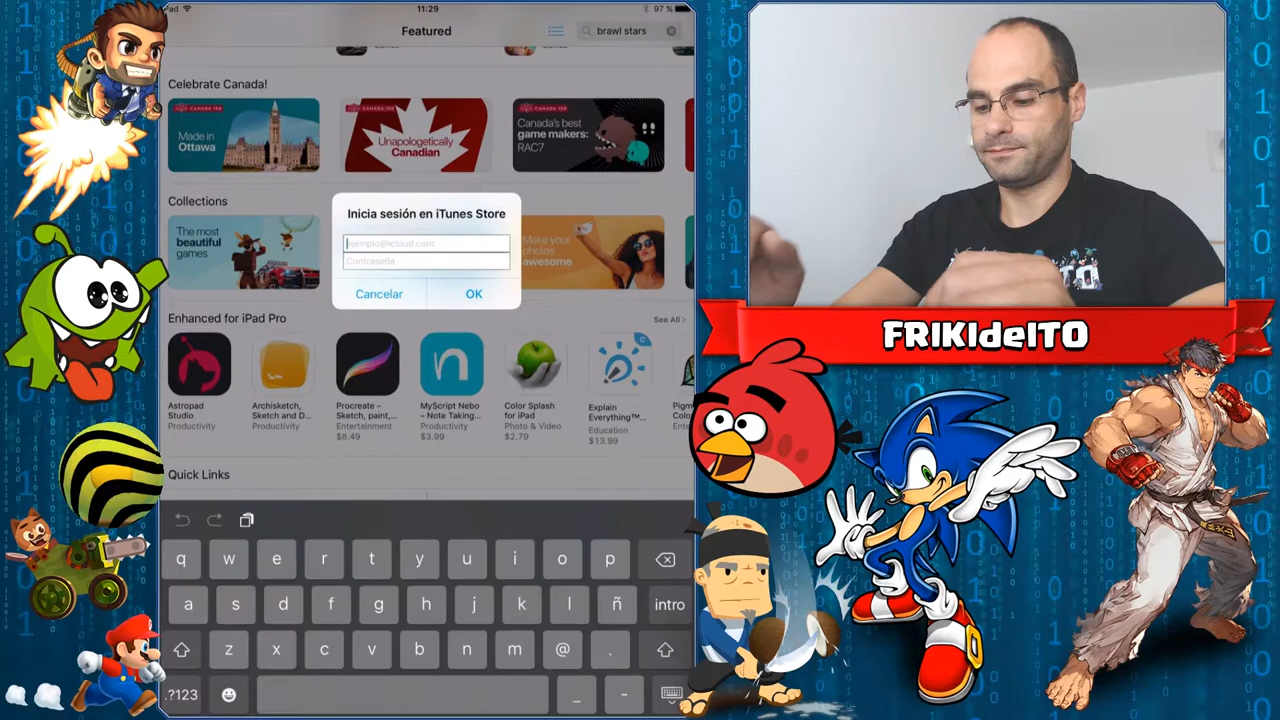 11:29
97 %
Featured
brawl stars
Celebrate Canada!
CANADA 150
Made in
Ottawa
CANADA 150
Unapologetically
Canadian
CANADA 150
Canada's best
game makers:
RAC7
Collections
The most
beautiful
games
Make your
photos
awesome
Inicia sesión en iTunes Store
ejemplo@icloud.com
Contraseña
Cancelar
OK
Enhanced for iPad Pro
See All >
Astropad
Studio
Productivity
Archisketch,
Sketch and D...
Productivity
Procreate –
Sketch, paint,...
Entertainment
$8.49
MyScript Nebo
– Note Taking...
Productivity
$3.99
Color Splash
for iPad
Photo & Video
$2.79
Explain
Everything™...
Education
$13.99
Quick Links
q w e r t y u i o p
a s d f g h j k l ñ intro
z x c v b n m @ .
.?123 _ -
FRIKIdelTO